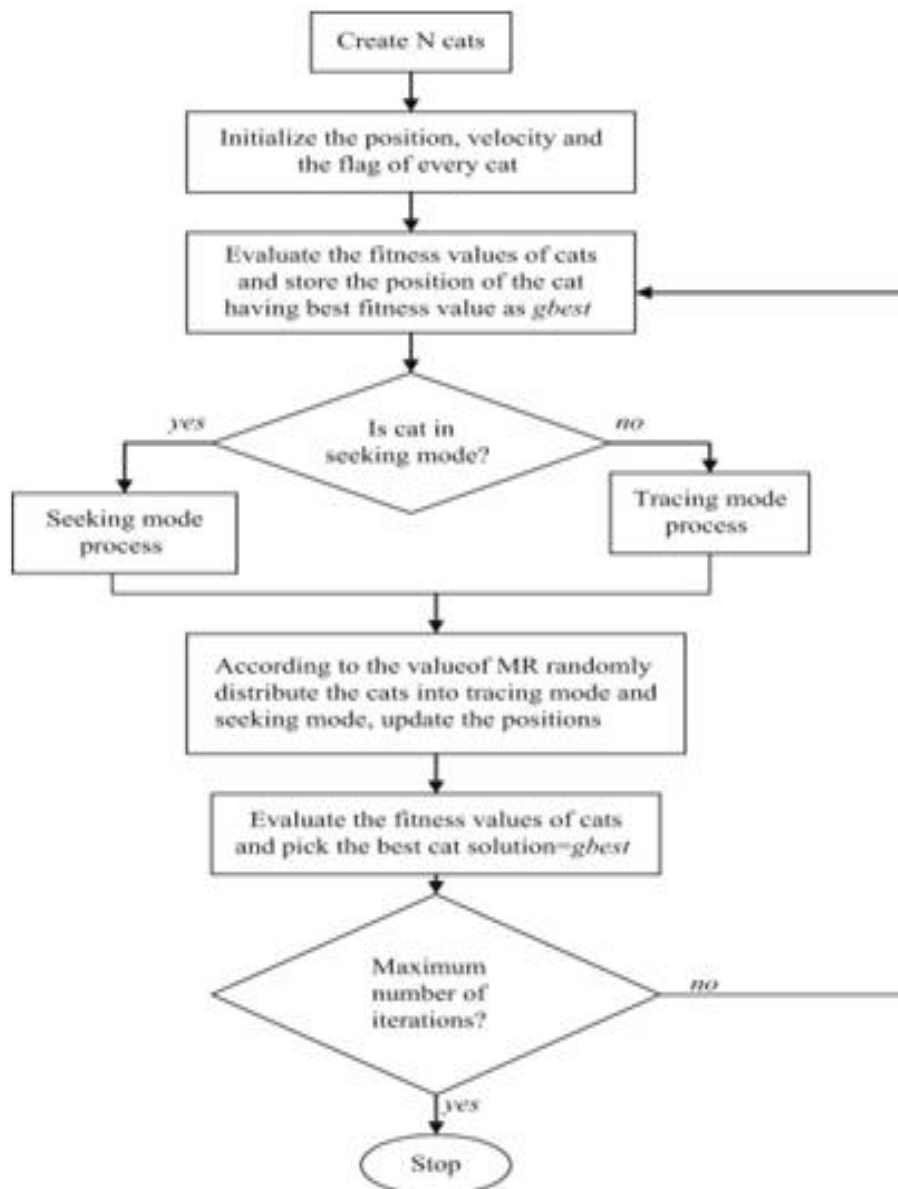 Create N cats
Initialize the position, velocity and
the flag of every cat
Evaluate the fitness values of cats
and store the position of the cat
having best fitness value as gbest
yes
Is cat in
seeking mode?
no
Seeking mode
process
Tracing mode
process
According to the valueof MR randomly
distribute the cats into tracing mode and
seeking mode, update the positions
Evaluate the fitness values of cats
and pick the best cat solution=gbest
Maximum
number of
iterations?
no
yes
Stop